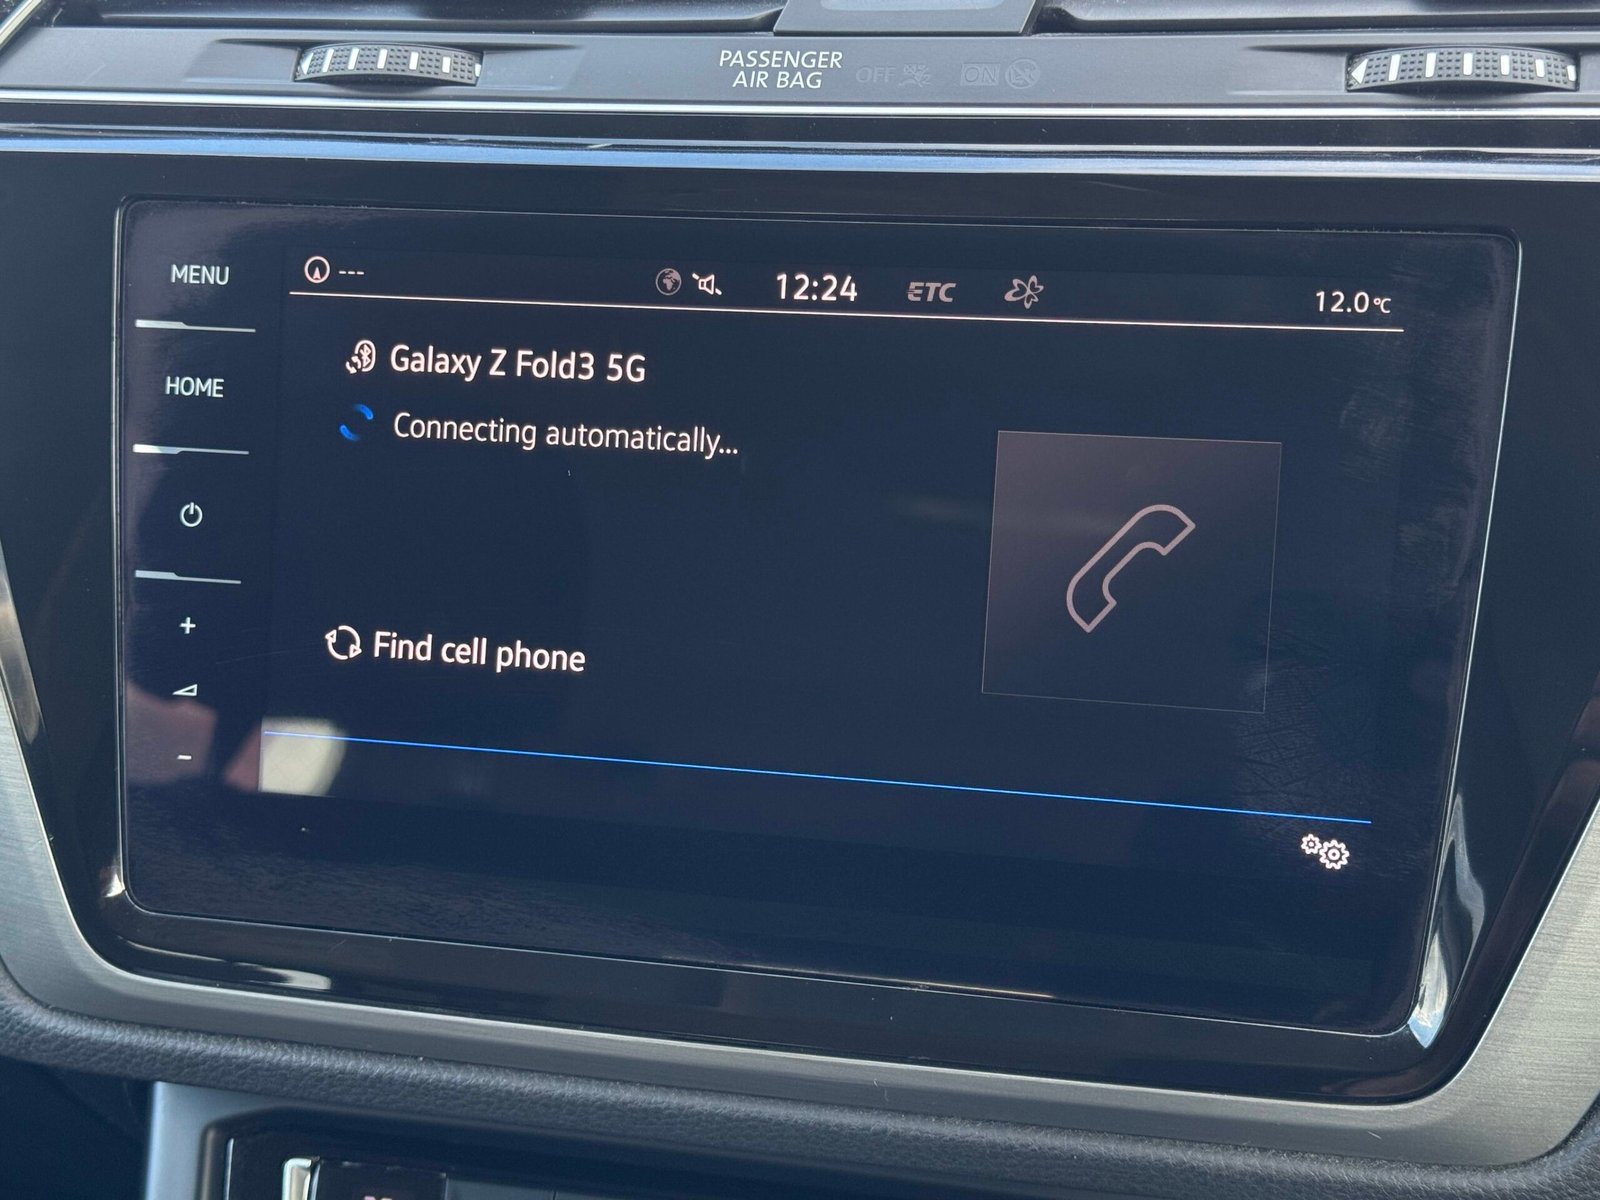 PASSENGER
AIR BAG
OFF
ON
MENU
---
12:24
ETC
12.0°C
HOME
Galaxy Z Fold3 5G
Connecting automatically...
+
Find cell phone
-